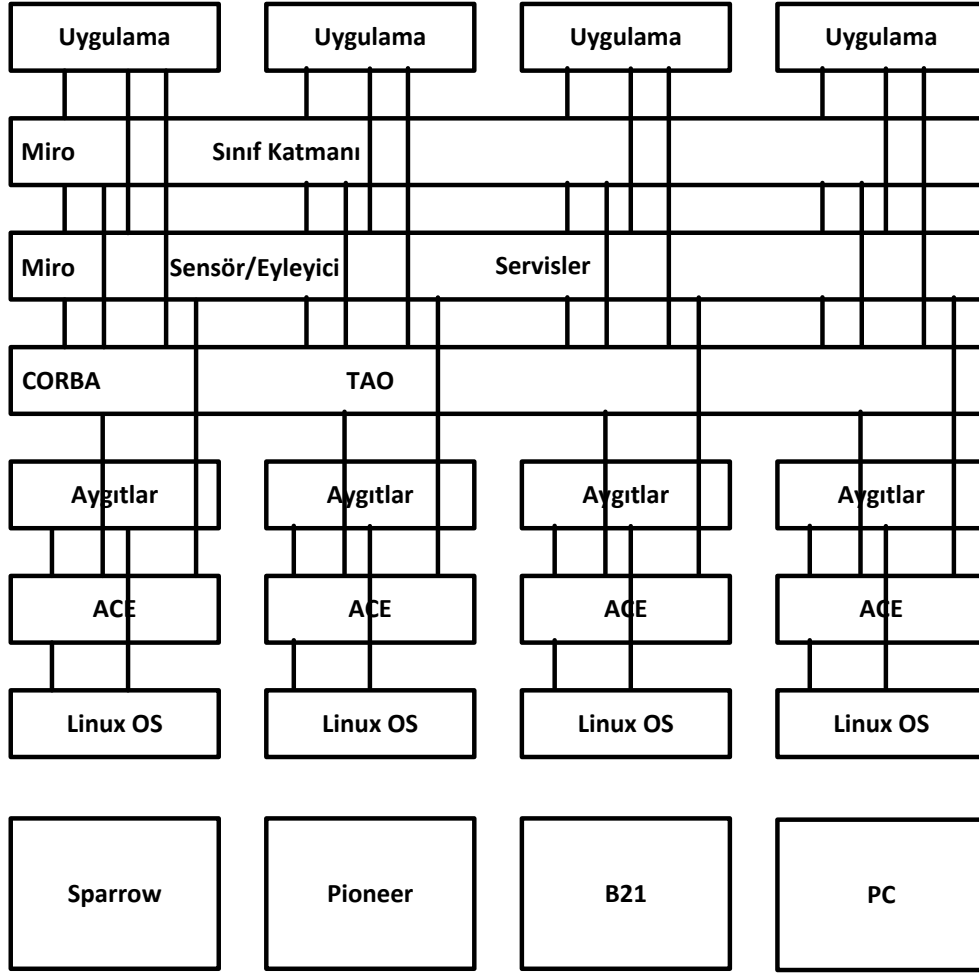 Uygulama Uygulama Uygulama Uygulama
Miro Sınıf Katmanı
Miro Sensör/Eyleyici Servisler
CORBA TAO
Aygıtlar Aygıtlar Aygıtlar Aygıtlar
ACE ACE ACE ACE
Linux OS Linux OS Linux OS Linux OS
Sparrow Pioneer B21 PC